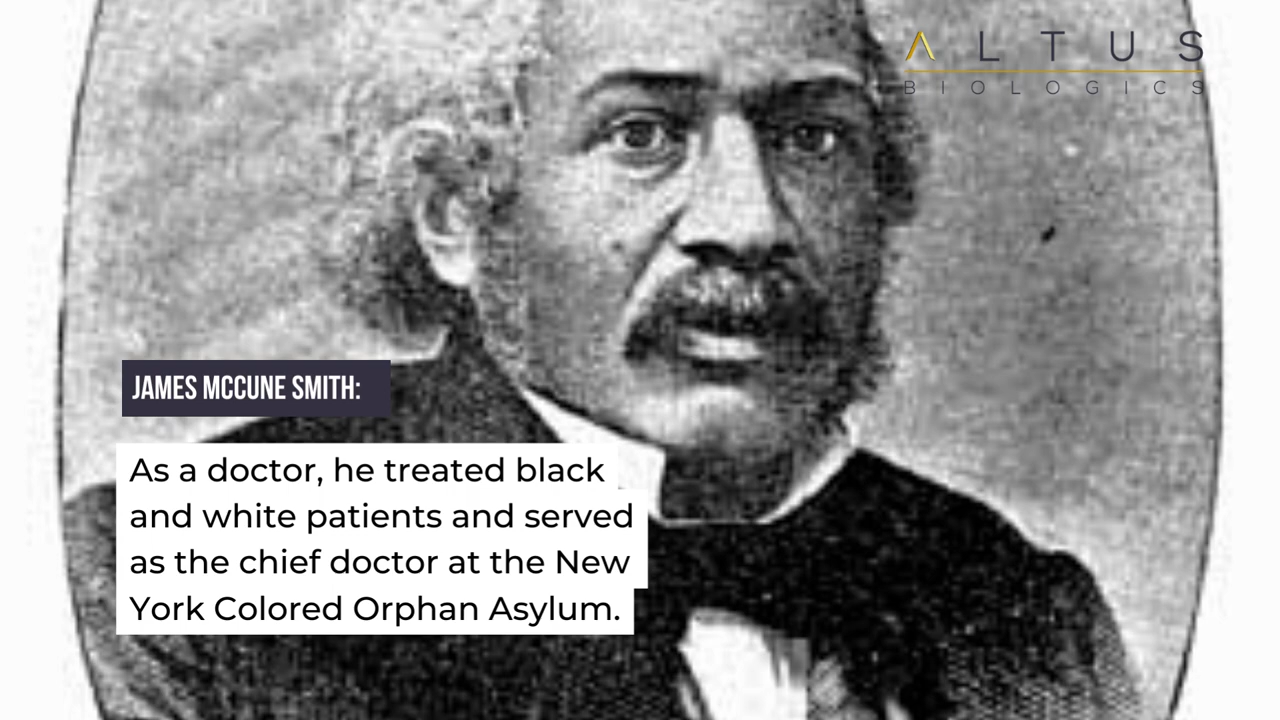 ALTUS
BIOLOGICS
JAMES MCCUNE SMITH:
As a doctor, he treated black
and white patients and served
as the chief doctor at the New
York Colored Orphan Asylum.